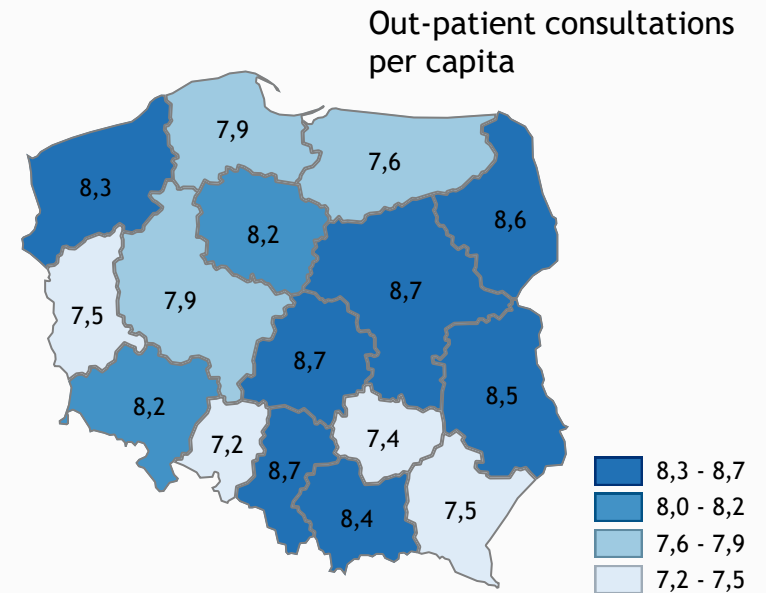 Out-patient consultations
per capita
7,9
7,6
8,3
8,6
8,2
8,7
7,9
7,5
8,7
8,5
8,2
7,2
7,4
8,7
7,5
8,4
8,3 - 8,7
8,0 - 8,2
7,6 - 7,9
7,2 - 7,5